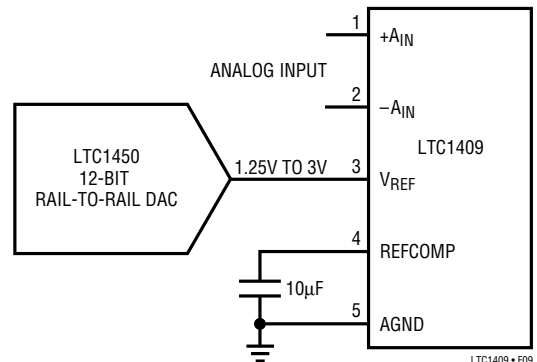 1
+AIN
ANALOG INPUT
2
–AIN
LTC1450
12-BIT
RAIL-TO-RAIL DAC
1.25V TO 3V
3
VREF
LTC1409
4
REFCOMP
10µF
5
AGND
LTC1409 • F09